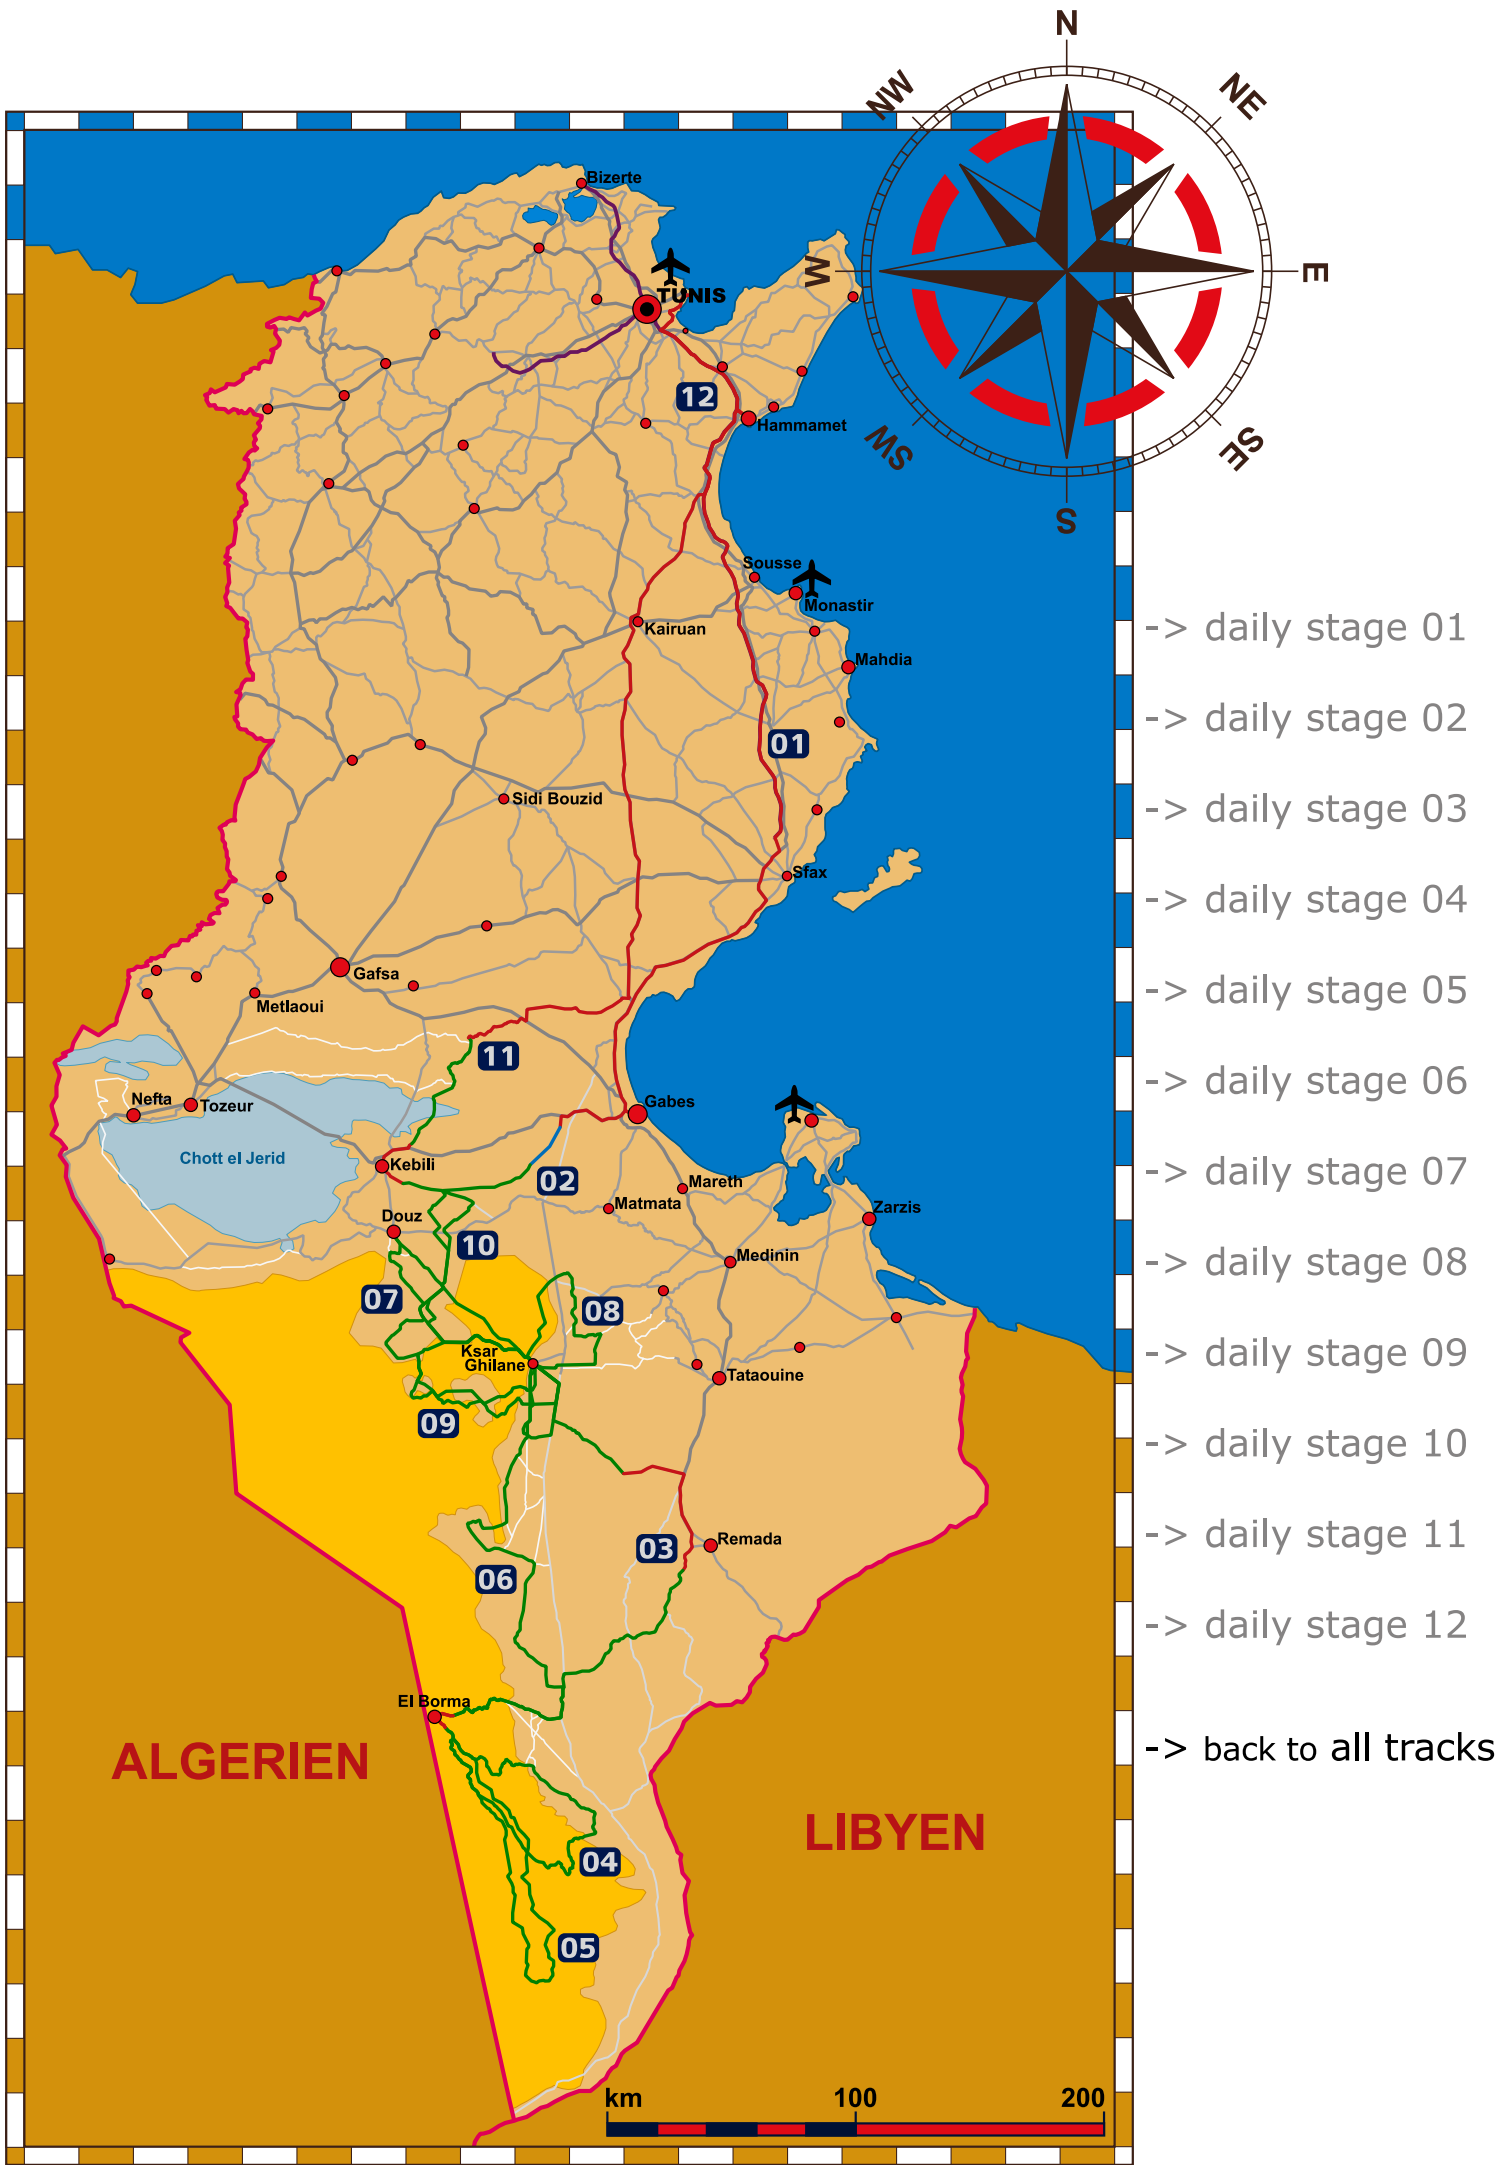 N
NW
NE
W
E
SW
SE
S
Bizerte
TUNIS
12
Hammamet
Sousse
Monastir
Kairuan
Mahdia
01
Sidi Bouzid
Sfax
Gafsa
Metlaoui
11
Nefta
Tozeur
Gabes
Chott el Jerid
Kebili
02
Mareth
Matmata
Zarzis
Douz
10
Medinin
07
08
Ksar
Ghilane
Tataouine
09
03
Remada
06
El Borma
ALGERIEN
LIBYEN
04
05
km 100 200
-> daily stage 01
-> daily stage 02
-> daily stage 03
-> daily stage 04
-> daily stage 05
-> daily stage 06
-> daily stage 07
-> daily stage 08
-> daily stage 09
-> daily stage 10
-> daily stage 11
-> daily stage 12
-> back to all tracks